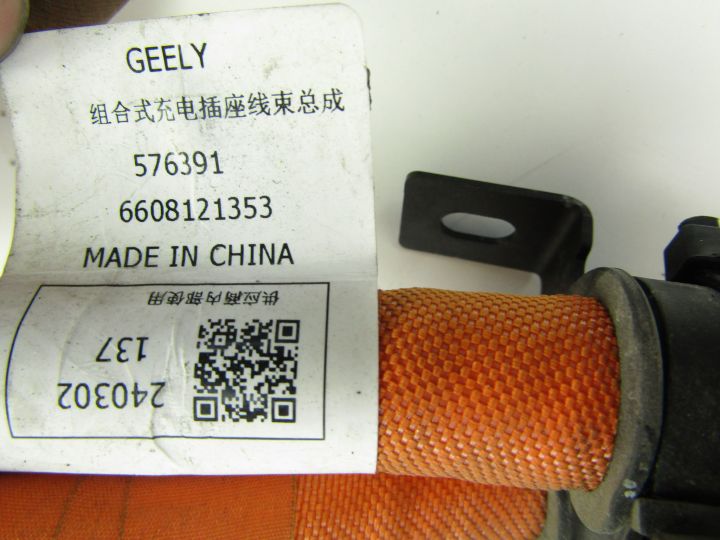 GEELY
组合式充电插座线束总成
576391
6608121353
MADE IN CHINA
供应商内部使用
137
240302